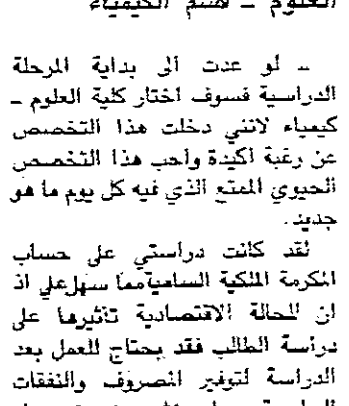 العلوم ـ قسم الكيمياء
ـ لو عدت الى بداية المرحلة
الدراسية فسوف اختار كلية العلوم ـ
كيمياء لانني دخلت هذا التخصص
عن رغبة اكيدة واحب هذا التخصص
الحيوي الممتع الذي فيه كل يوم ما هو
جديد.
لقد كانت دراستي على حساب
المكرمة الملكية السامية مما سهل علي اذ
ان للحالة الاقتصادية تاثيرها على
دراسة الطالب فقد يحتاج للعمل بعد
الدراسة لتوفير المصروف والنفقات